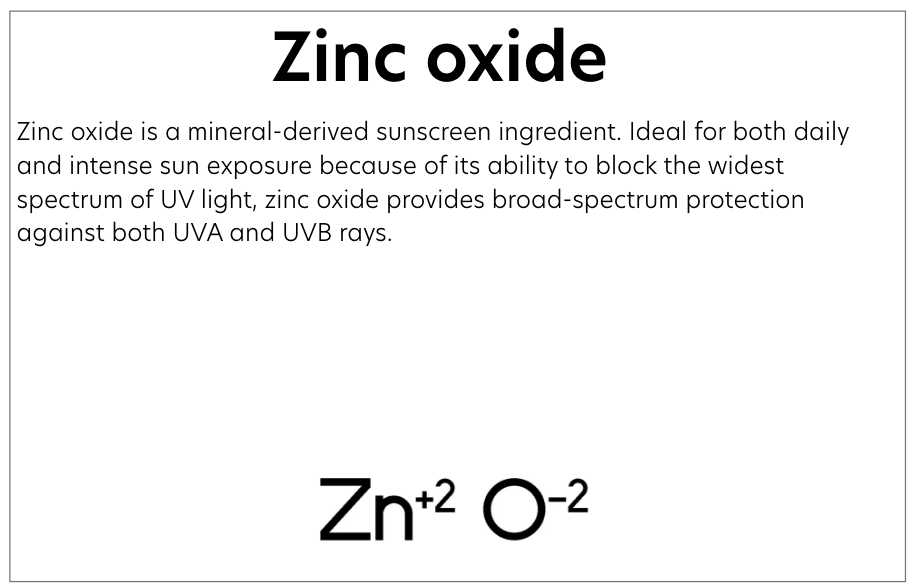 Zinc oxide
Zinc oxide is a mineral-derived sunscreen ingredient. Ideal for both daily
and intense sun exposure because of its ability to block the widest
spectrum of UV light, zinc oxide provides broad-spectrum protection
against both UVA and UVB rays.
Zn⁺² O⁻²